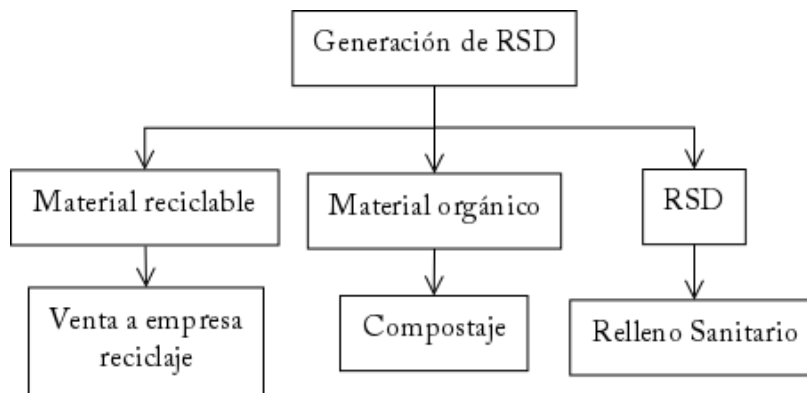 Generación de RSD
Material reciclable
Material orgánico
RSD
Venta a empresa
reciclaje
Compostaje
Relleno Sanitario